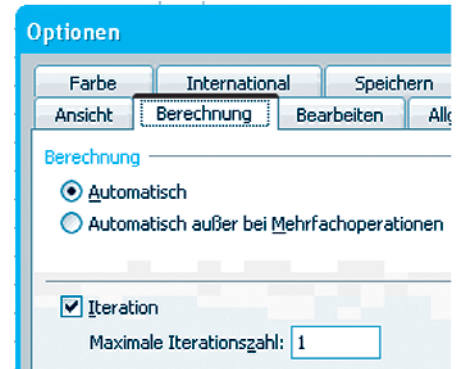 Optionen
Farbe International Speichern
Ansicht Berechnung Bearbeiten
Berechnung
Automatisch
Automatisch außer bei Mehrfachoperationen
Iteration
Maximale Iterationszahl: 1